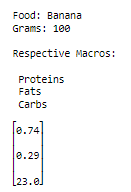 Food: Banana
Grams: 100
Respective Macros:
Proteins
Fats
Carbs
[0.74]
[0.29]
[23.0]